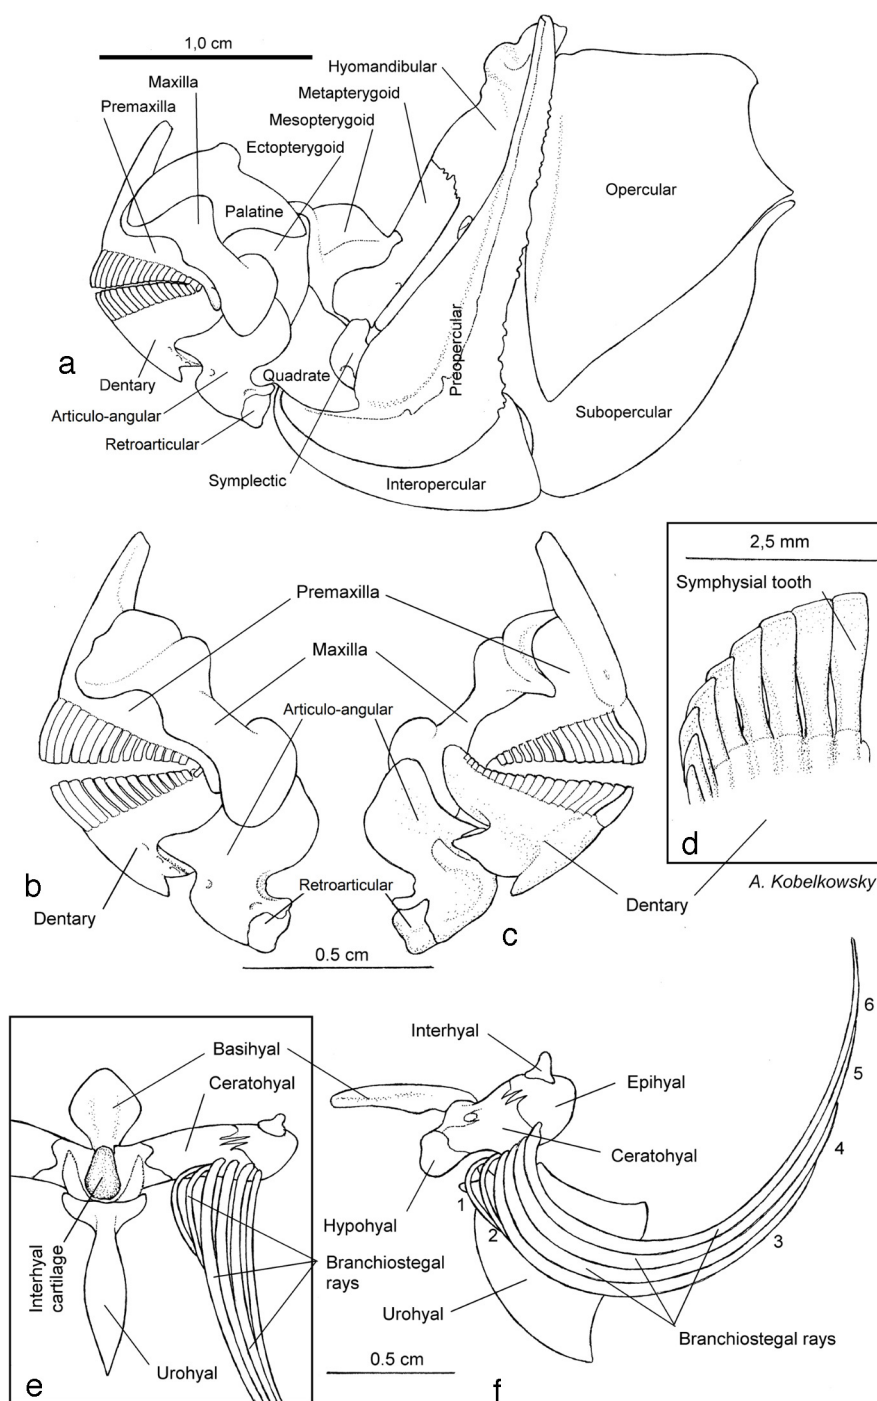 1,0 cm
Maxilla
Premaxilla
Hyomandibular
Metapterygoid
Mesopterygoid
Ectopterygoid
Palatine
Opercular
Preopercular
a
Dentary
Quadrate
Articulo-angular
Retroarticular
Symplectic
Interopercular
Subopercular
Premaxilla
Maxilla
Articulo-angular
b
Dentary
Retroarticular
c
Dentary
0.5 cm
2,5 mm
Symphysial tooth
d
A. Kobelkowsky
Basihyal
Ceratohyal
Interhyal
cartilage
Branchiostegal
rays
Urohyal
e
Interhyal
Epihyal
Ceratohyal
Hypohyal
1
2
3
4
5
6
Urohyal
Branchiostegal rays
0.5 cm
f